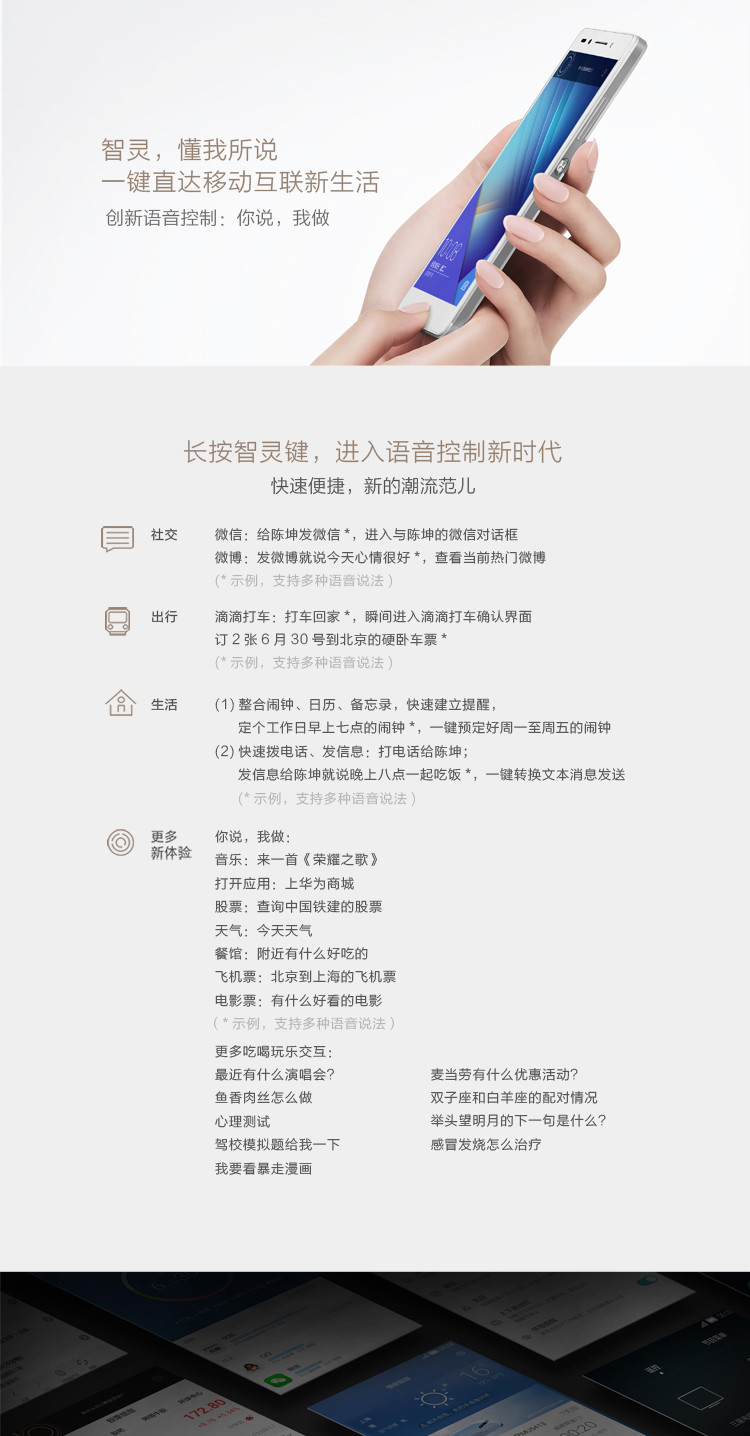 智灵，懂我所说
一键直达移动互联新生活
创新语音控制：你说，我做
长按智灵键，进入语音控制新时代
快速便捷，新的潮流范儿
社交
微信：给陈坤发微信 *，进入与陈坤的微信对话框
微博：发微博就说今天心情很好 *，查看当前热门微博
(* 示例，支持多种语音说法 )
出行
滴滴打车：打车回家 *，瞬间进入滴滴打车确认界面
订 2 张 6 月 30 号到北京的硬卧车票 *
(* 示例，支持多种语音说法 )
生活
(1) 整合闹钟、日历、备忘录，快速建立提醒，
定个工作日早上七点的闹钟 *，一键预定好周一至周五的闹钟
(2) 快速拨电话、发信息：打电话给陈坤；
发信息给陈坤就说晚上八点一起吃饭 *，一键转换文本消息发送
(* 示例，支持多种语音说法 )
更多
新体验
你说，我做：
音乐：来一首《荣耀之歌》
打开应用：上华为商城
股票：查询中国铁建的股票
天气：今天天气
餐馆：附近有什么好吃的
飞机票：北京到上海的飞机票
电影票：有什么好看的电影
( * 示例，支持多种语音说法 )
更多吃喝玩乐交互：
最近有什么演唱会？
麦当劳有什么优惠活动？
鱼香肉丝怎么做
双子座和白羊座的配对情况
心理测试
举头望明月的下一句是什么？
驾校模拟题给我一下
感冒发烧怎么治疗
我要看暴走漫画
172.80
16